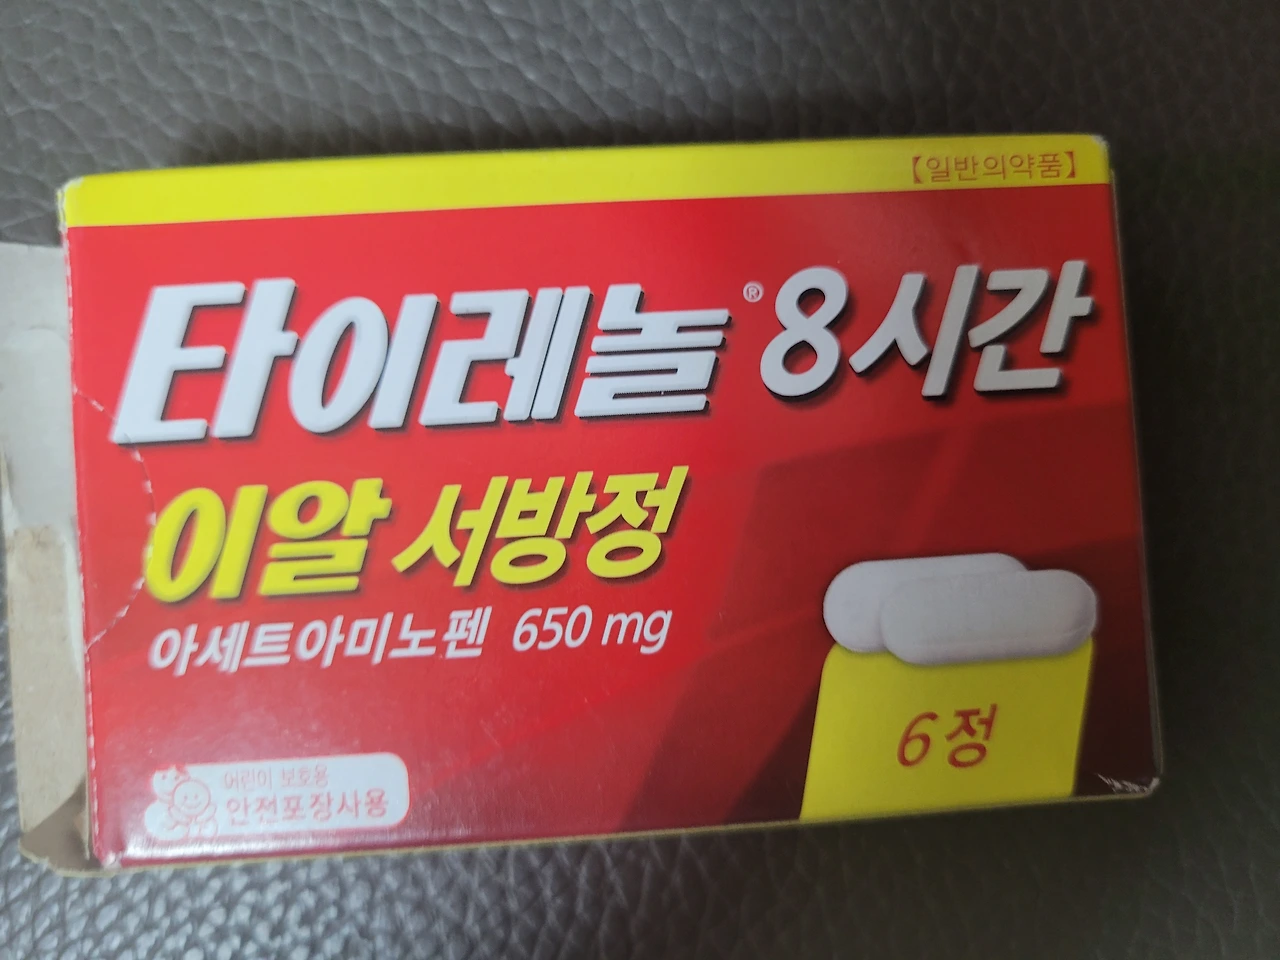 【일반의약품】
타이레놀® 8시간
이알 서방정
아세트아미노펜 650 mg
6정
어린이 보호용
안전포장사용